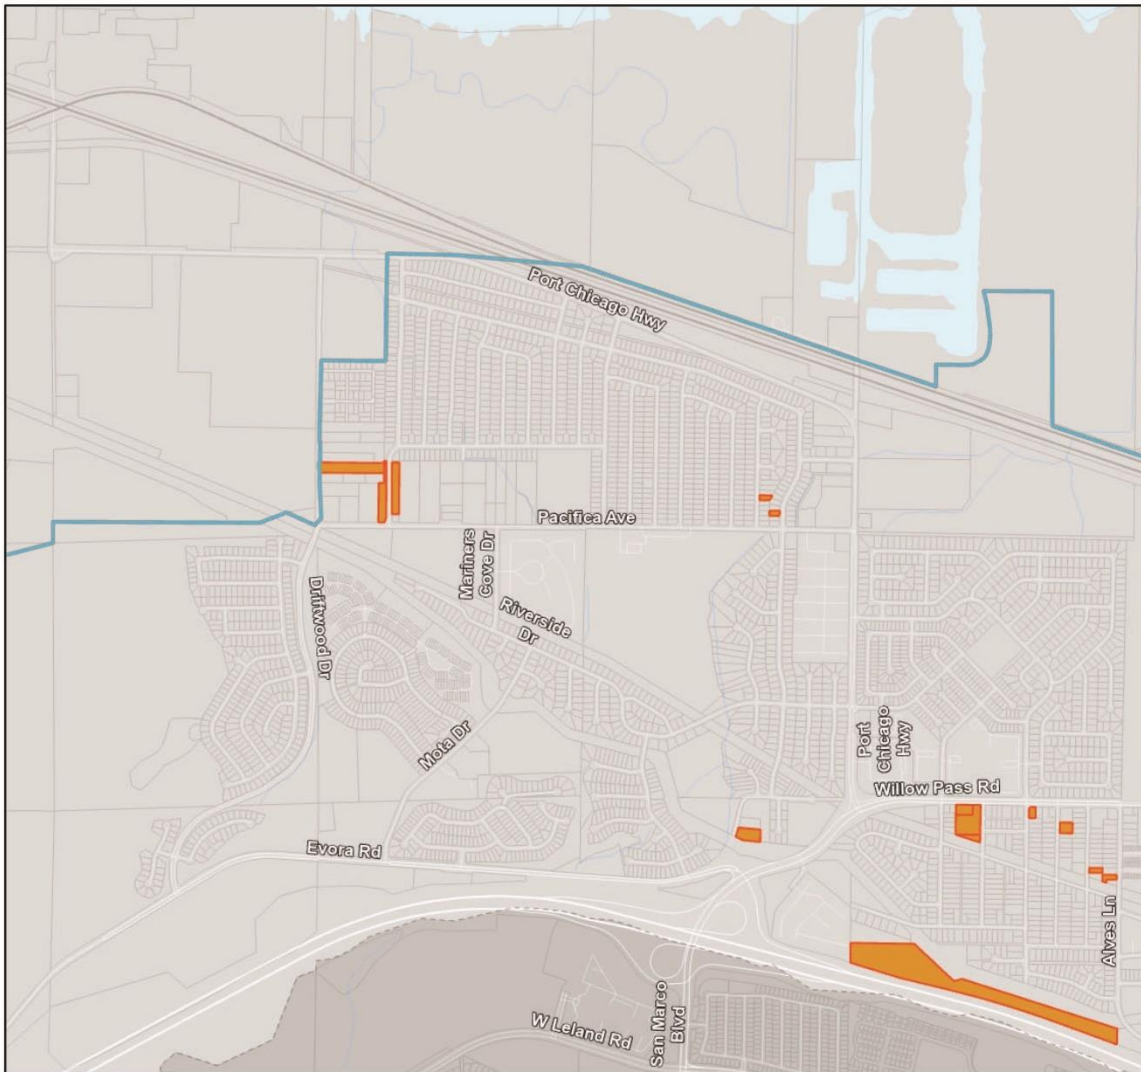 Port Chicago Hwy
Pacifica Ave
Mariners
Cove Dr
Riverside
Dr
Driftwood Dr
Mota Dr
Port
Chicago
Hwy
Willow Pass Rd
Evora Rd
Alves Ln
San Marco
Blvd
W Leland Rd